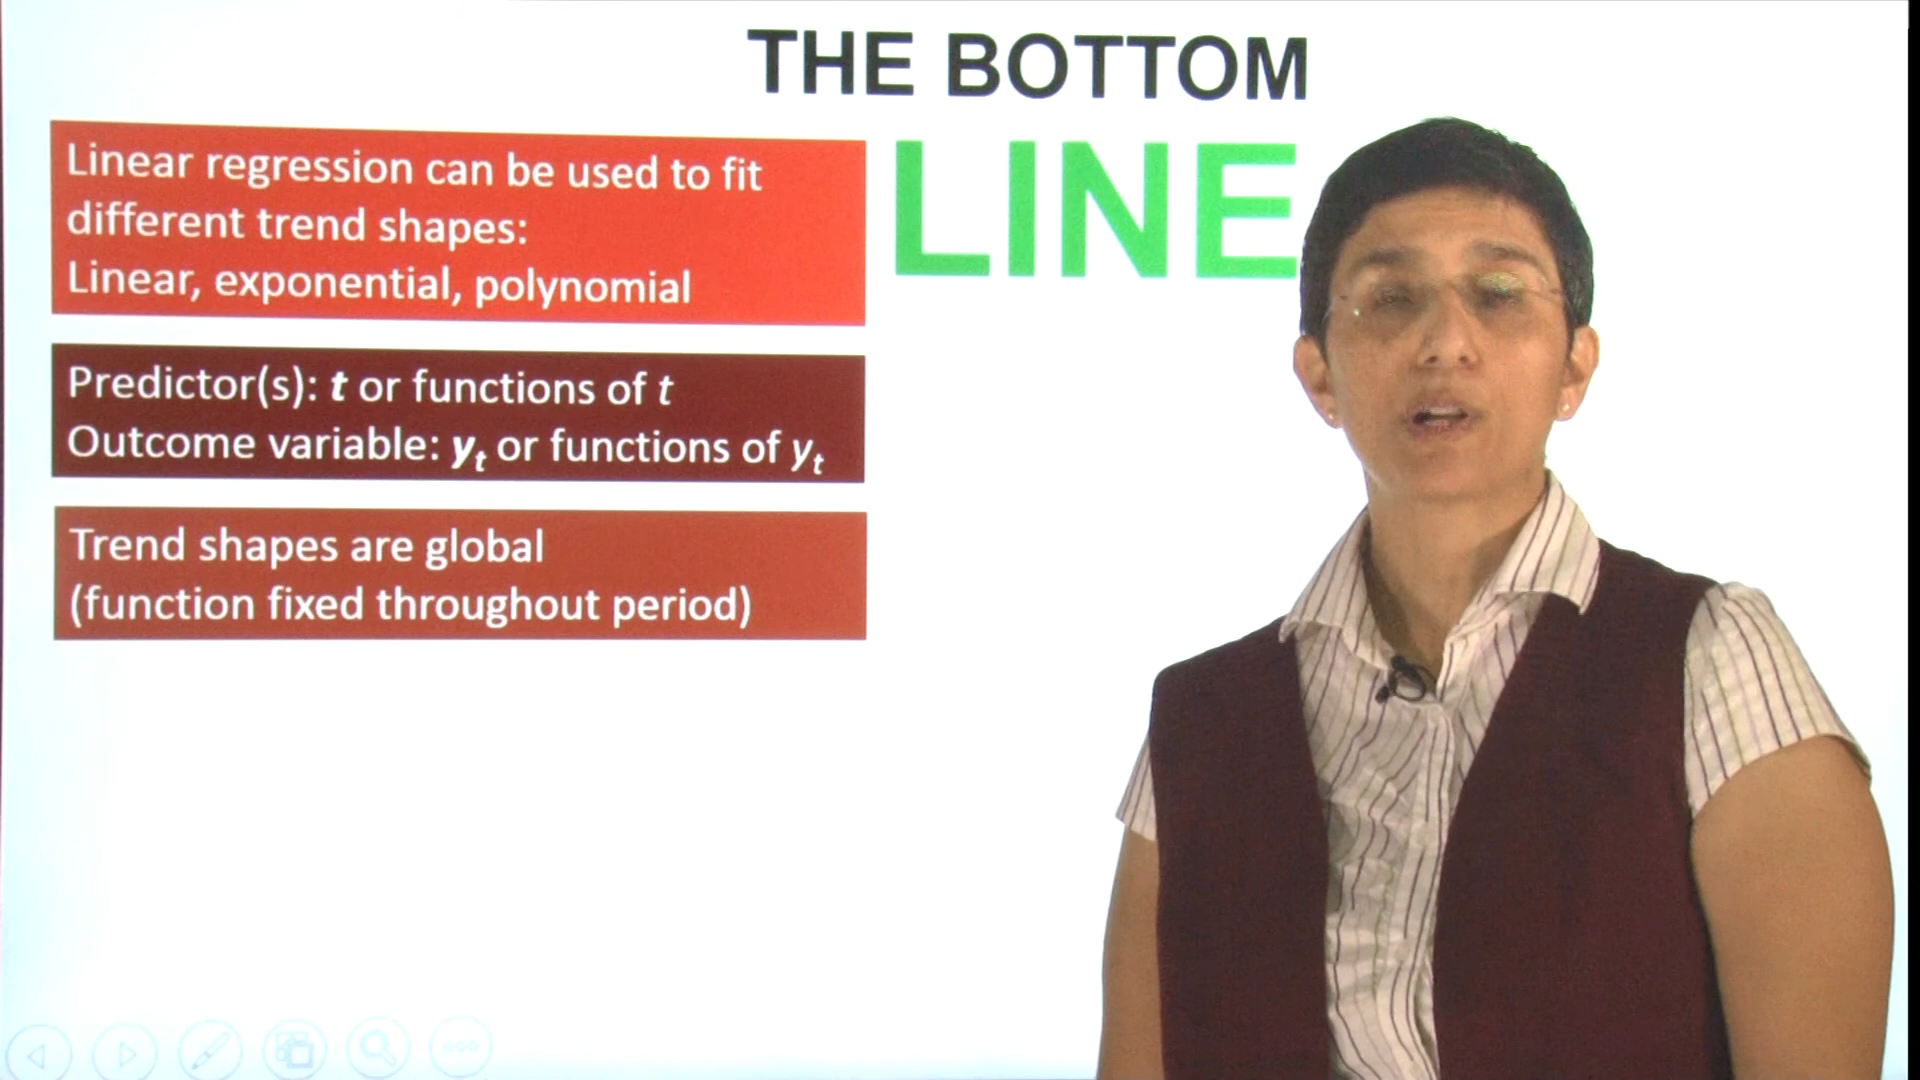 THE BOTTOM
LINE
Linear regression can be used to fit
different trend shapes:
Linear, exponential, polynomial
Predictor(s): t or functions of t
Outcome variable: yt or functions of yt
Trend shapes are global
(function fixed throughout period)